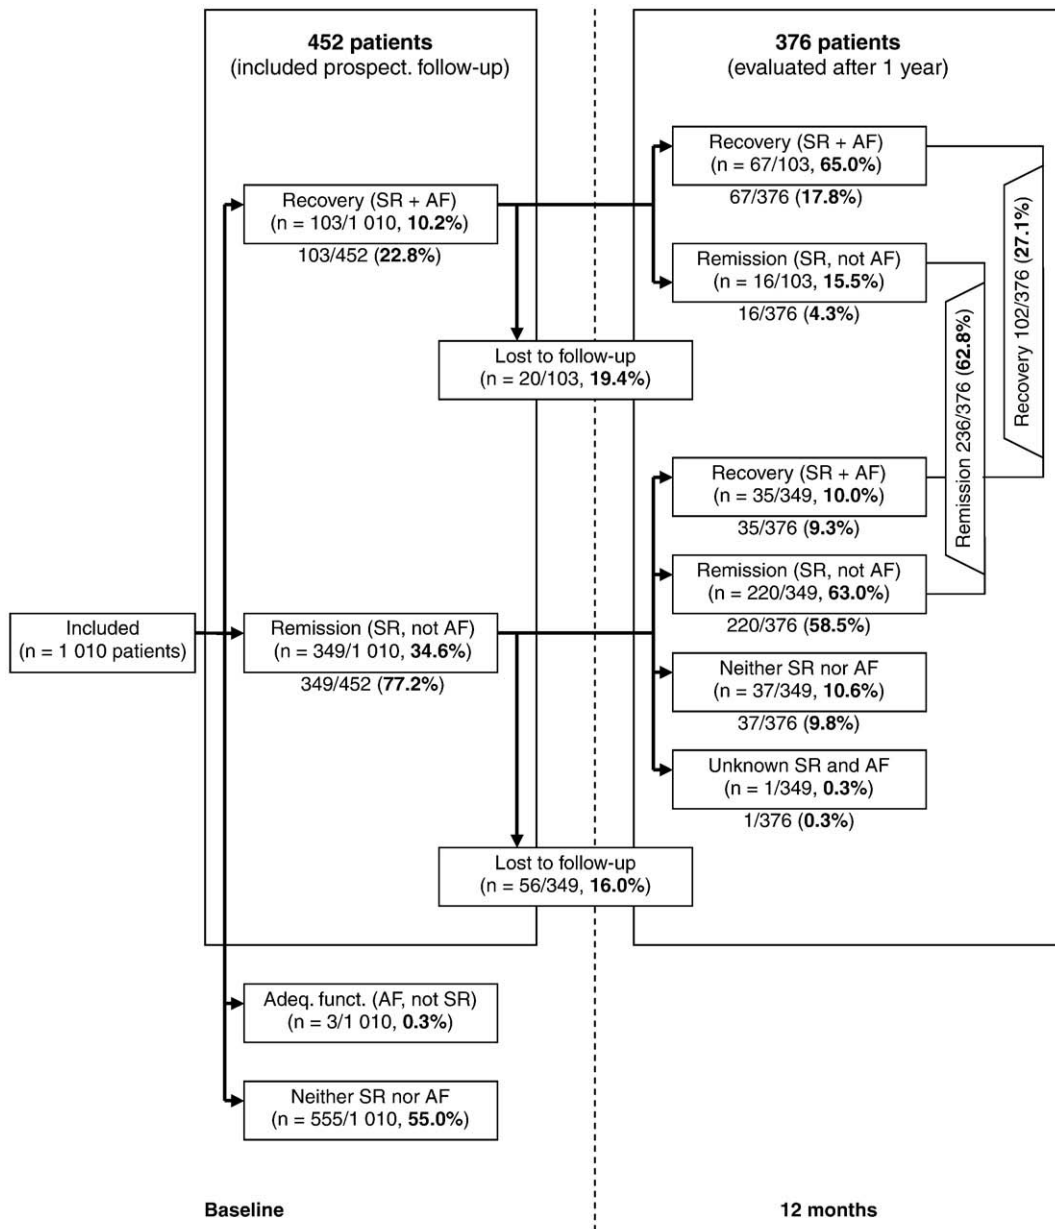 452 patients
(included prospect. follow-up)
376 patients
(evaluated after 1 year)
Recovery (SR + AF)
(n = 103/1 010, 10.2%)
103/452 (22.8%)
Recovery (SR + AF)
(n = 67/103, 65.0%)
67/376 (17.8%)
Remission (SR, not AF)
(n = 16/103, 15.5%)
16/376 (4.3%)
Lost to follow-up
(n = 20/103, 19.4%)
Recovery 102/376 (27.1%)
Remission 236/376 (62.8%)
Included
(n = 1 010 patients)
Remission (SR, not AF)
(n = 349/1 010, 34.6%)
349/452 (77.2%)
Recovery (SR + AF)
(n = 35/349, 10.0%)
35/376 (9.3%)
Remission (SR, not AF)
(n = 220/349, 63.0%)
220/376 (58.5%)
Neither SR nor AF
(n = 37/349, 10.6%)
37/376 (9.8%)
Unknown SR and AF
(n = 1/349, 0.3%)
1/376 (0.3%)
Lost to follow-up
(n = 56/349, 16.0%)
Adeq. funct. (AF, not SR)
(n = 3/1 010, 0.3%)
Neither SR nor AF
(n = 555/1 010, 55.0%)
Baseline
12 months